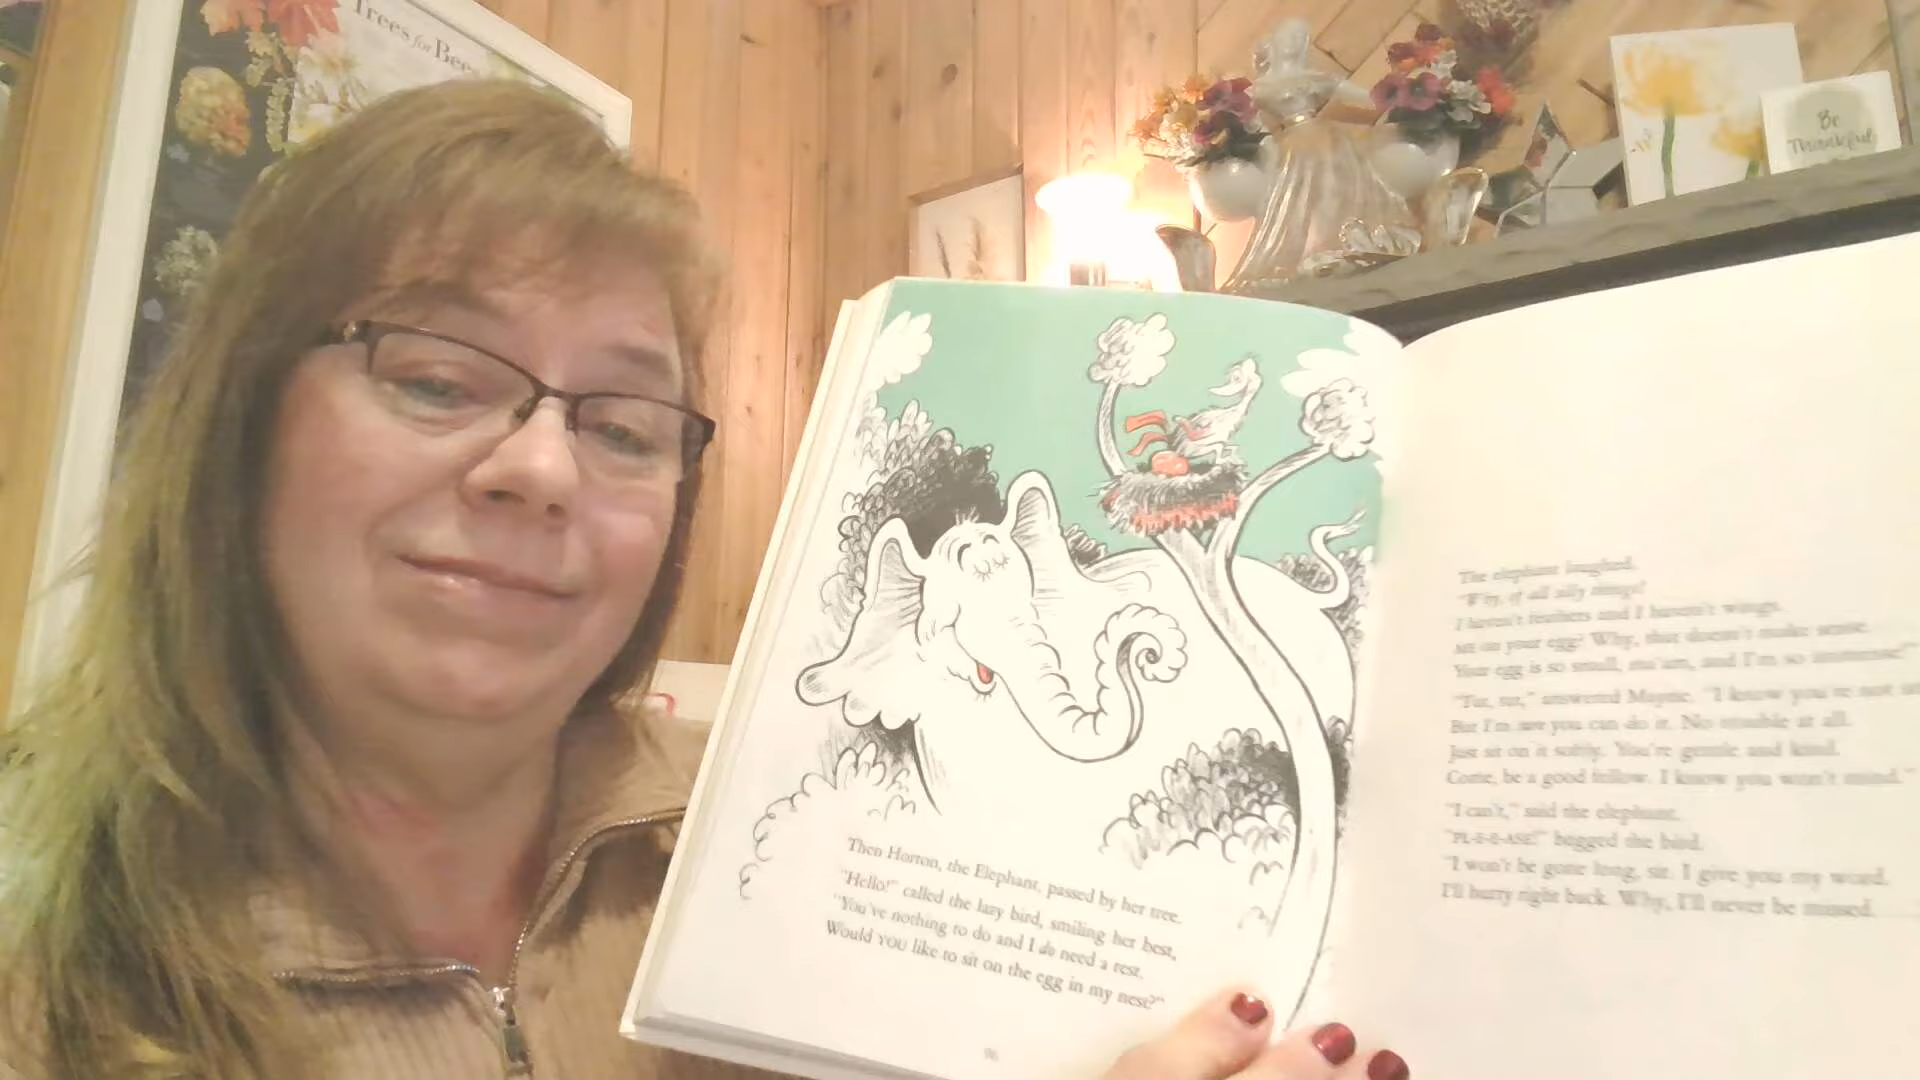 Trees for Bees
Be
Thankful
Then Horton, the Elephant, passed by her tree.
"Hello!" called the lazy bird, smiling her best,
"You've nothing to do and I do need a rest.
Would YOU like to sit on the egg in my nest?"
The elephant laughed.
"Why, of all silly things!
I haven't feathers and I haven't wings.
ME on your egg? Why, that doesn't make sense.
Your egg is so small, ma'am, and I'm so immense!"
"Tut, tut," answered Mayzie. "I know you're not
But I'm sure you can do it. No trouble at all.
Just sit on it softly. You're gentle and kind.
Come, be a good fellow. I know you won't mind."
"I can't," said the elephant.
"PL-E-E-ASE!" begged the bird.
"I won't be gone long, sir. I give you my word.
I'll hurry right back. Why, I'll never be missed.